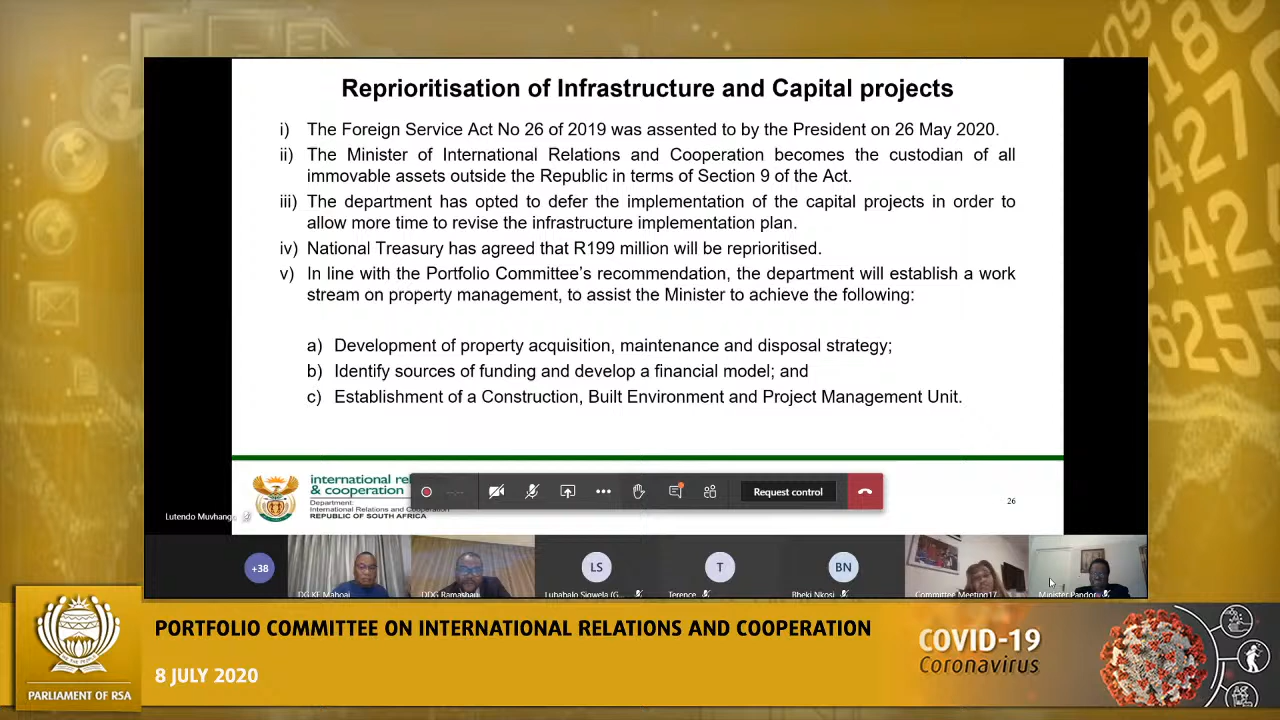 Reprioritisation of Infrastructure and Capital projects
i) The Foreign Service Act No 26 of 2019 was assented to by the President on 26 May 2020.
ii) The Minister of International Relations and Cooperation becomes the custodian of all
immovable assets outside the Republic in terms of Section 9 of the Act.
iii) The department has opted to defer the implementation of the capital projects in order to
allow more time to revise the infrastructure implementation plan.
iv) National Treasury has agreed that R199 million will be reprioritised.
v) In line with the Portfolio Committee's recommendation, the department will establish a work
stream on property management, to assist the Minister to achieve the following:
a) Development of property acquisition, maintenance and disposal strategy;
b) Identify sources of funding and develop a financial model; and
c) Establishment of a Construction, Built Environment and Project Management Unit.
international
& cooperation
Department:
International Relations and Cooperation
REPUBLIC OF SOUTH AFRICA
Request control
26
Lutendo
+38
LS
T
BN
Terence
Bheki Nkosi
Committee Meeting17
Minister Pandor
PORTFOLIO COMMITTEE ON INTERNATIONAL RELATIONS AND COOPERATION
8 JULY 2020
PARLIAMENT OF RSA
COVID-19
Coronavirus